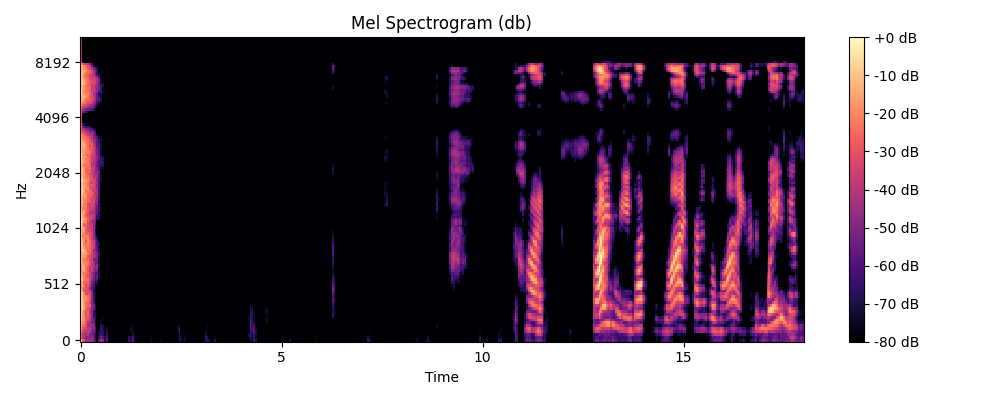 Mel Spectrogram (db)
Hz
8192
4096
2048
1024
512
0
0 5 10 15
Time
+0 dB
-10 dB
-20 dB
-30 dB
-40 dB
-50 dB
-60 dB
-70 dB
-80 dB